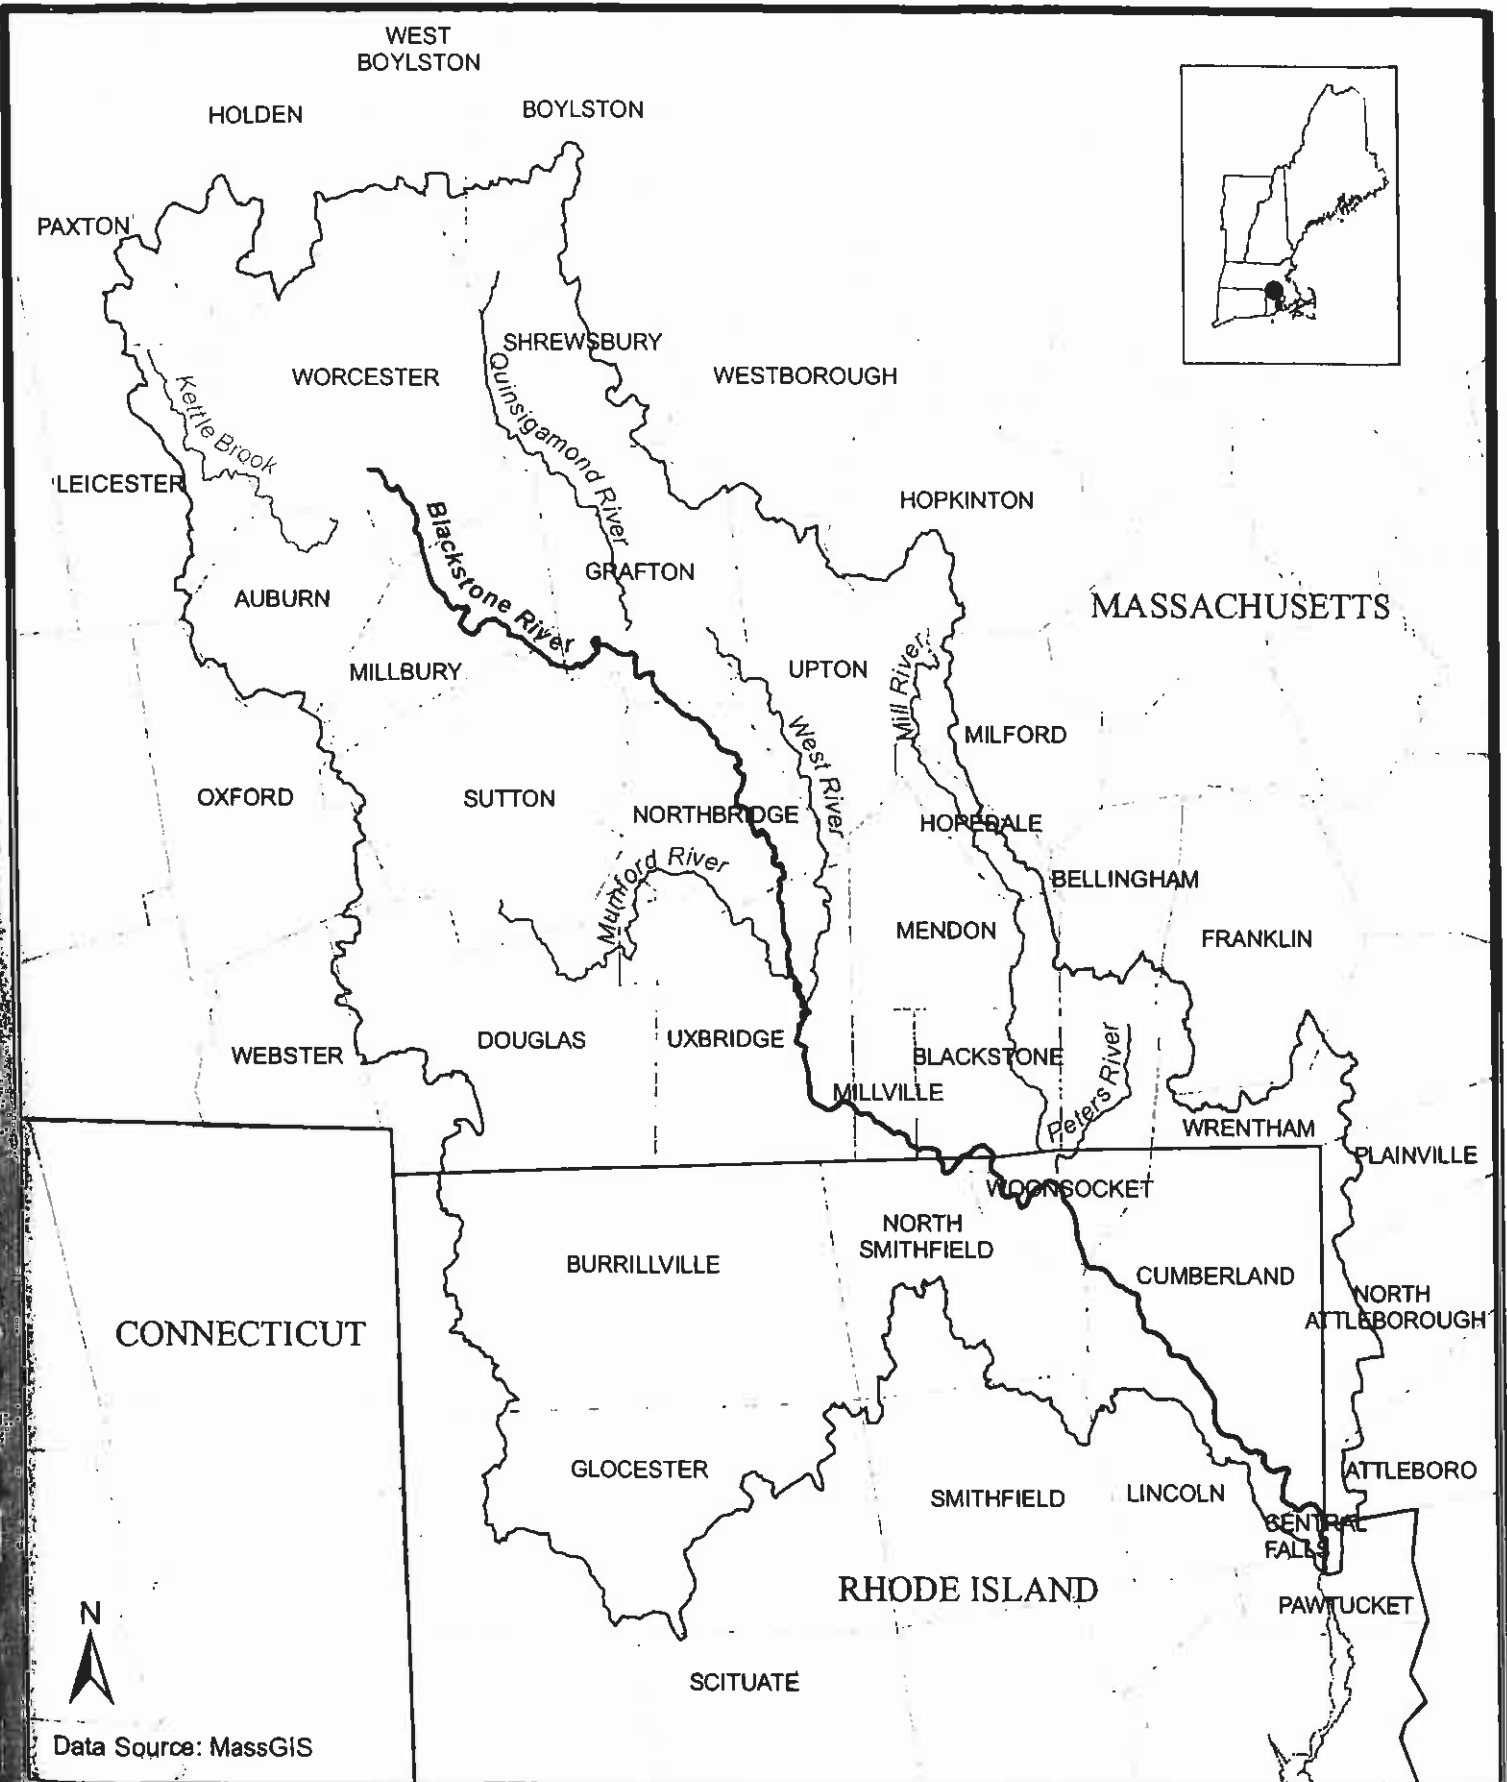 WEST
BOYLSTON
HOLDEN
BOYLSTON
PAXTON
SHREWSBURY
WORCESTER
WESTBOROUGH
Kettle Brook
Quinsigamond River
LEICESTER
HOPKINTON
Blackstone River
GRAFTON
AUBURN
MASSACHUSETTS
MILLBURY
UPTON
Mill River
West River
MILFORD
OXFORD
SUTTON
NORTHBRIDGE
HOPEDALE
Mumford River
BELLINGHAM
MENDON
FRANKLIN
WEBSTER
DOUGLAS
UXBRIDGE
BLACKSTONE
Peters River
MILLVILLE
WRENTHAM
PLAINVILLE
WOONSOCKET
NORTH
SMITHFIELD
BURRILLVILLE
CUMBERLAND
NORTH
ATTLEBOROUGH
CONNECTICUT
GLOCESTER
SMITHFIELD
LINCOLN
ATTLEBORO
CENTRAL
FALLS
RHODE ISLAND
PAWTUCKET
N
SCITUATE
Data Source: MassGIS